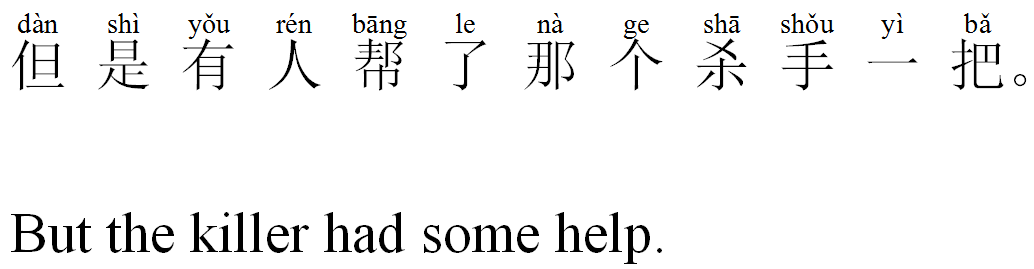 dàn shì yǒu rén bāng le nà ge shā shǒu yì bǎ
但是有人帮了那个杀手一把。
But the killer had some help.